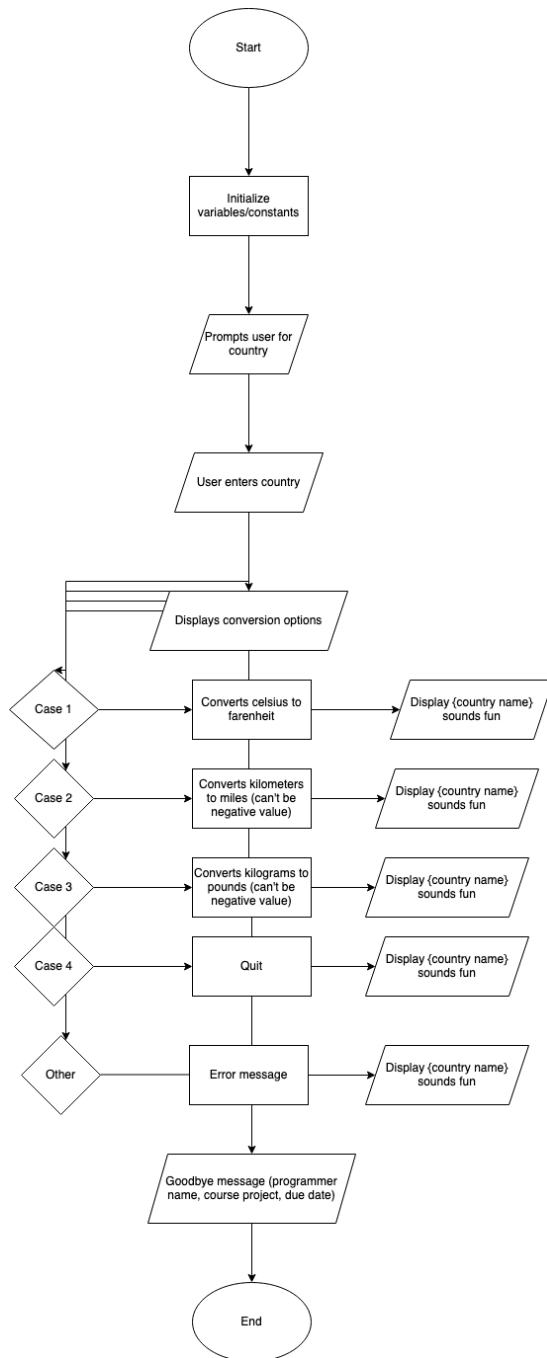 Start
Initialize
variables/constants
Prompts user for
country
User enters country
Displays conversion options
Case 1
Converts celsius to
farenheit
Display {country name}
sounds fun
Case 2
Converts kilometers
to miles (can't be
negative value)
Display {country name}
sounds fun
Case 3
Converts kilograms to
pounds (can't be
negative value)
Display {country name}
sounds fun
Case 4
Quit
Display {country name}
sounds fun
Other
Error message
Display {country name}
sounds fun
Goodbye message (programmer
name, course project, due date)
End